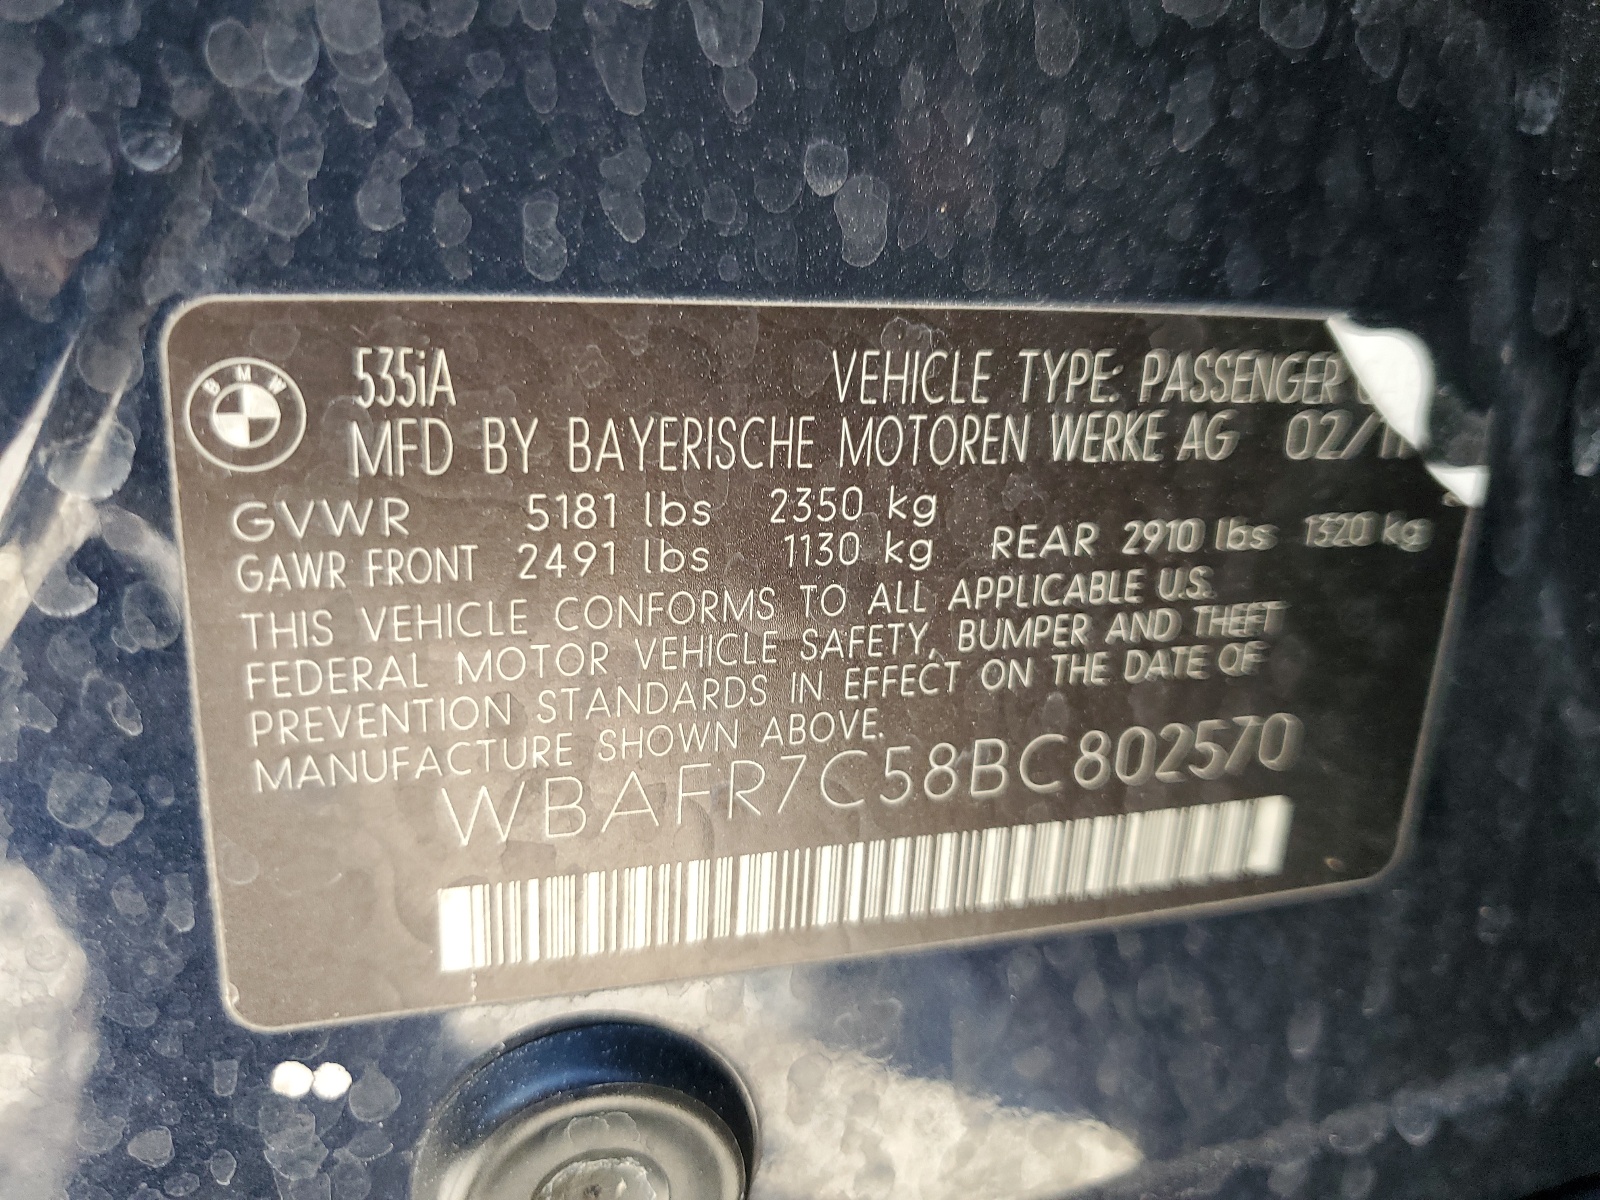 BMW
535iA VEHICLE TYPE: PASSENGER
MFD BY BAYERISCHE MOTOREN WERKE AG 02/11
GVWR 5181 lbs 2350 kg
GAWR FRONT 2491 lbs 1130 kg REAR 2910 lbs 1320 kg
THIS VEHICLE CONFORMS TO ALL APPLICABLE U.S.
FEDERAL MOTOR VEHICLE SAFETY, BUMPER AND THEFT
PREVENTION STANDARDS IN EFFECT ON THE DATE OF
MANUFACTURE SHOWN ABOVE.
WBAFR7C58BC802570